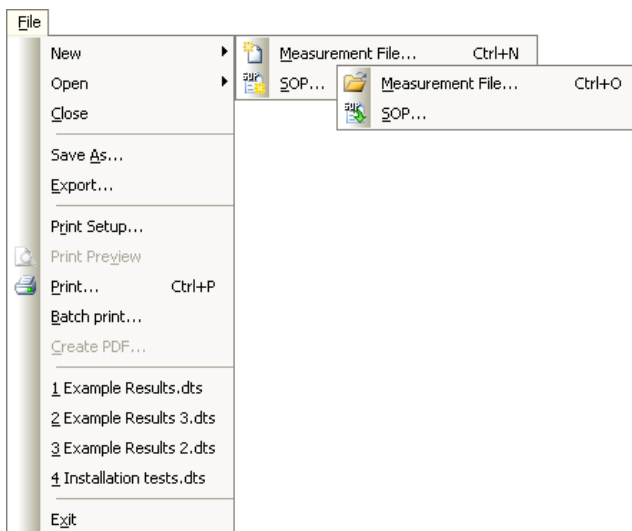 File
New
Measurement File... Ctrl+N
SOP...
Open
Measurement File... Ctrl+O
SOP...
Close
Save As...
Export...
Print Setup...
Print Preview
Print... Ctrl+P
Batch print...
Create PDF...
1 Example Results.dts
2 Example Results 3.dts
3 Example Results 2.dts
4 Installation tests.dts
Exit